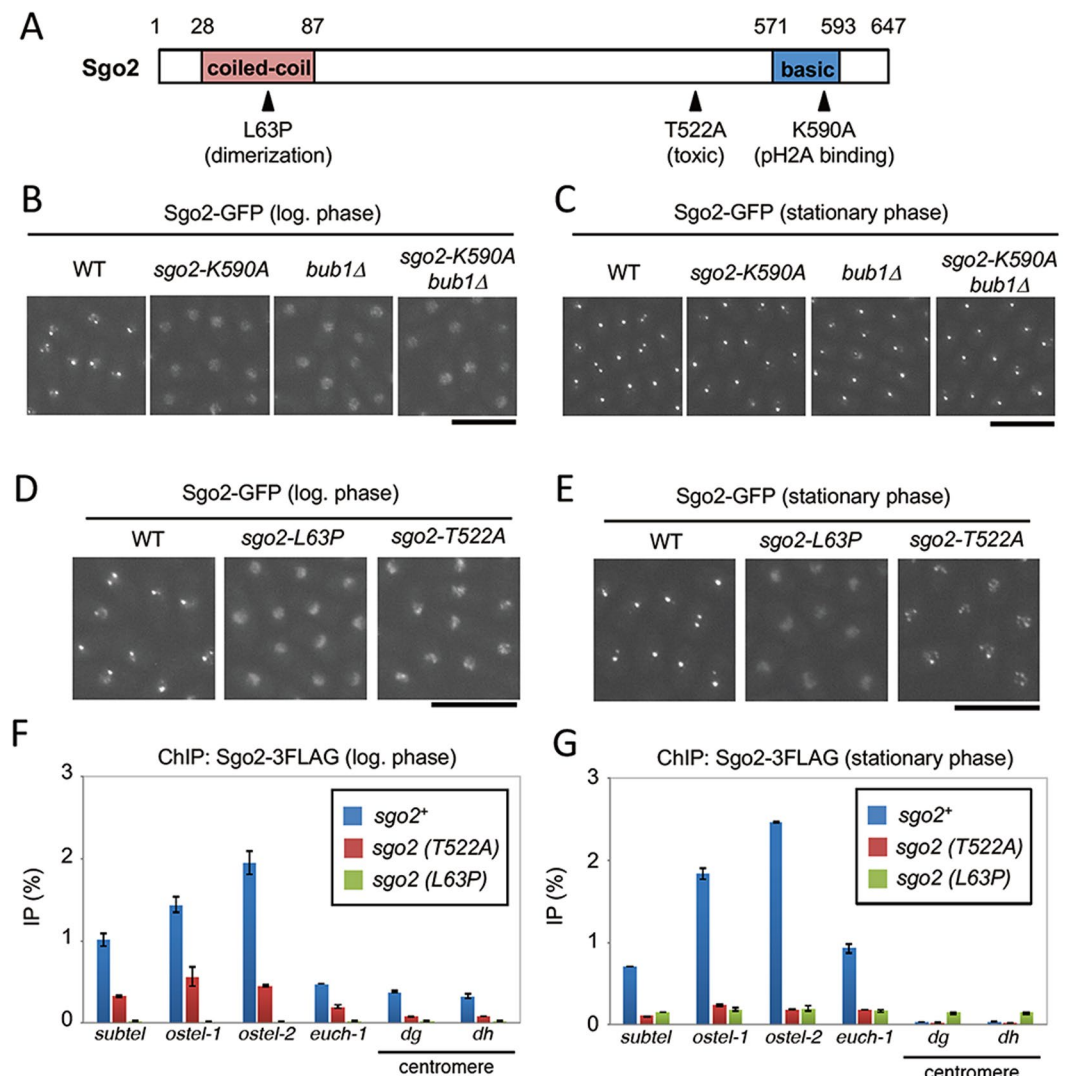 A
1 28 87 571 593 647
Sgo2 coiled-coil basic
L63P T522A K590A
(dimerization) (toxic) (pH2A binding)
B
Sgo2-GFP (log. phase)
WT sgo2-K590A bub1Δ sgo2-K590A bub1Δ
C
Sgo2-GFP (stationary phase)
WT sgo2-K590A bub1Δ sgo2-K590A bub1Δ
D
Sgo2-GFP (log. phase)
WT sgo2-L63P sgo2-T522A
E
Sgo2-GFP (stationary phase)
WT sgo2-L63P sgo2-T522A
F
ChIP: Sgo2-3FLAG (log. phase)
3
2
1
0
IP (%)
sgo2+
sgo2 (T522A)
sgo2 (L63P)
subtel ostel-1 ostel-2 euch-1 dg dh
centromere
G
ChIP: Sgo2-3FLAG (stationary phase)
3
2
1
0
IP (%)
sgo2+
sgo2 (T522A)
sgo2 (L63P)
subtel ostel-1 ostel-2 euch-1 dg dh
centromere